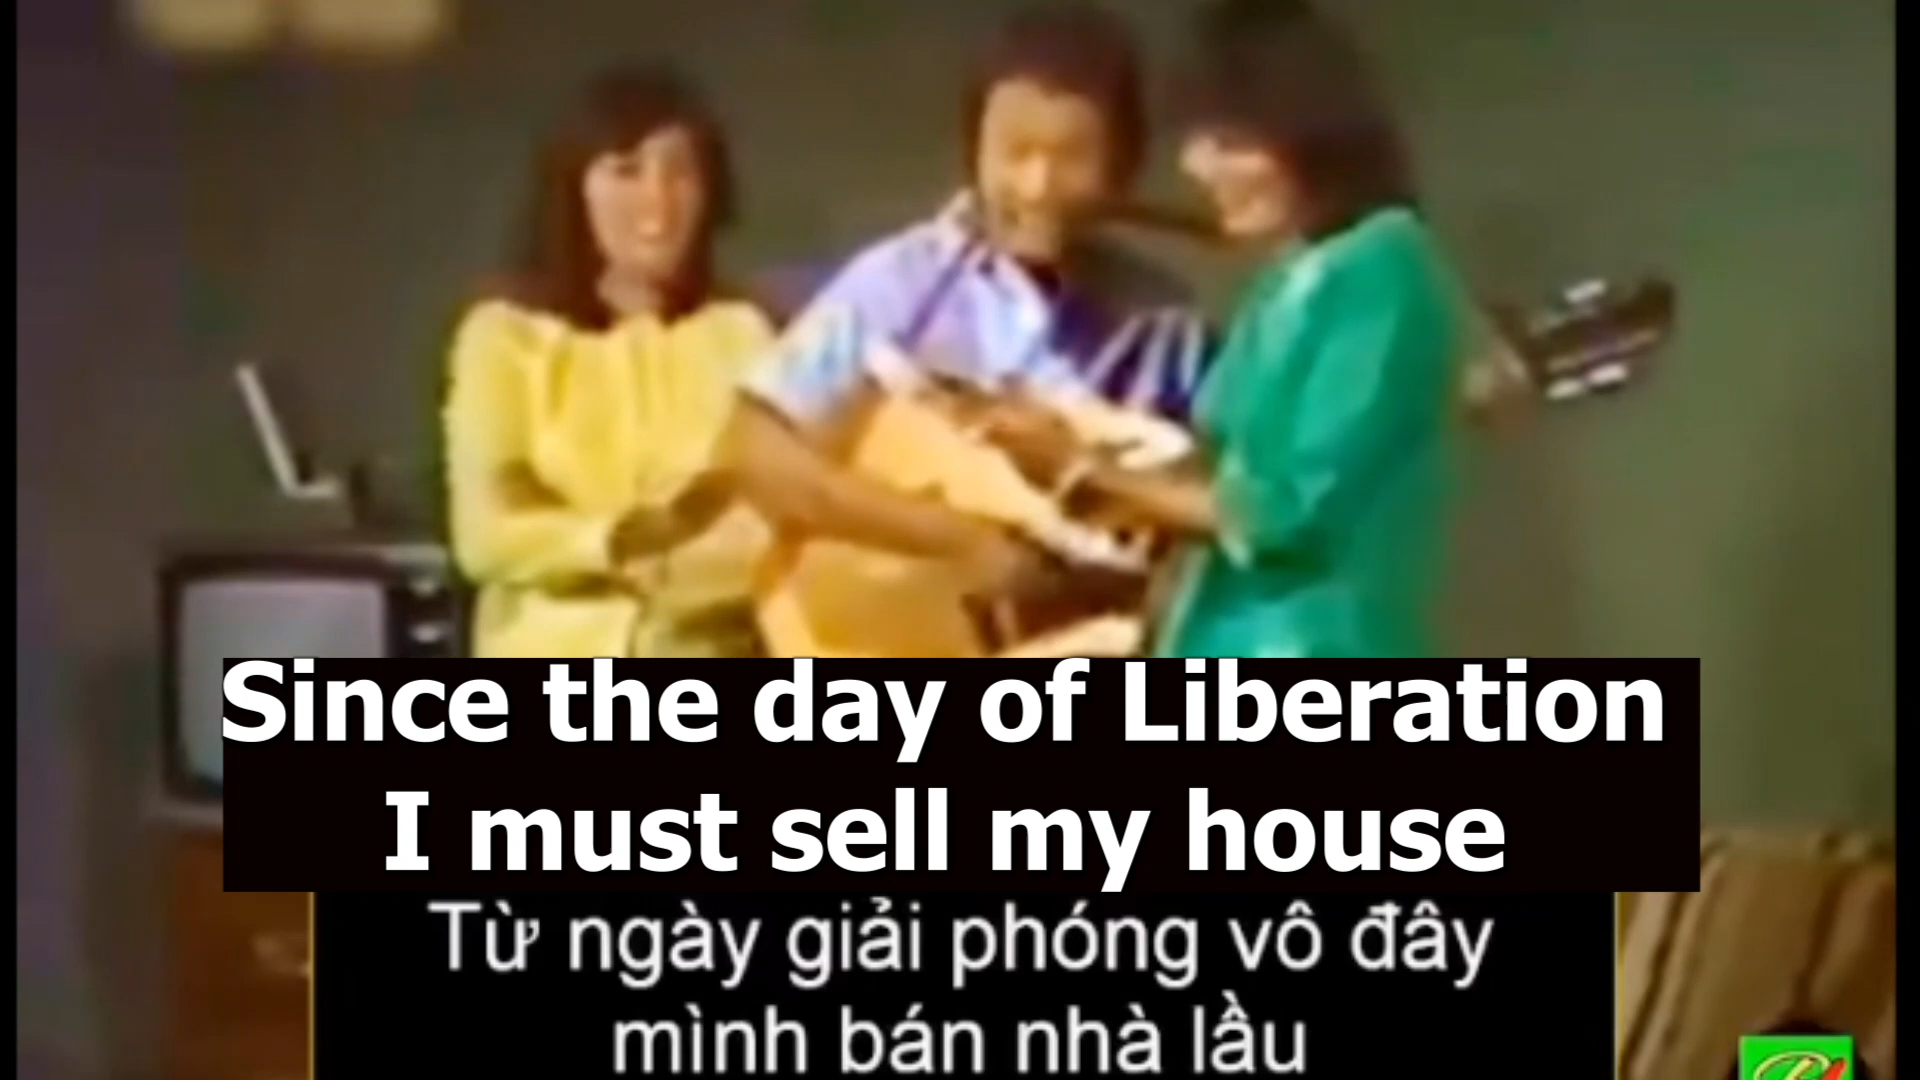 Since the day of Liberation
I must sell my house
Từ ngày giải phóng vô đây
mình bán nhà lầu